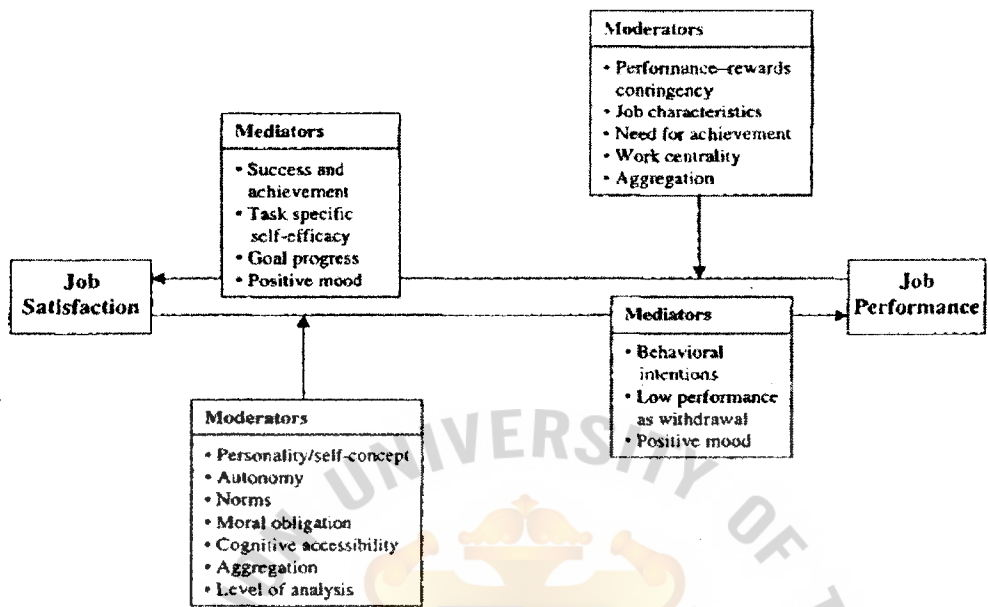 Moderators
• Performance–rewards
contingency
• Job characteristics
• Need for achievement
• Work centrality
• Aggregation
Mediators
• Success and
achievement
• Task specific
self-efficacy
• Goal progress
• Positive mood
Job
Satisfaction
Job
Performance
Mediators
• Behavioral
intentions
• Low performance
as withdrawal
• Positive mood
Moderators
• Personality/self-concept
• Autonomy
• Norms
• Moral obligation
• Cognitive accessibility
• Aggregation
• Level of analysis
UNIVERSITY OF